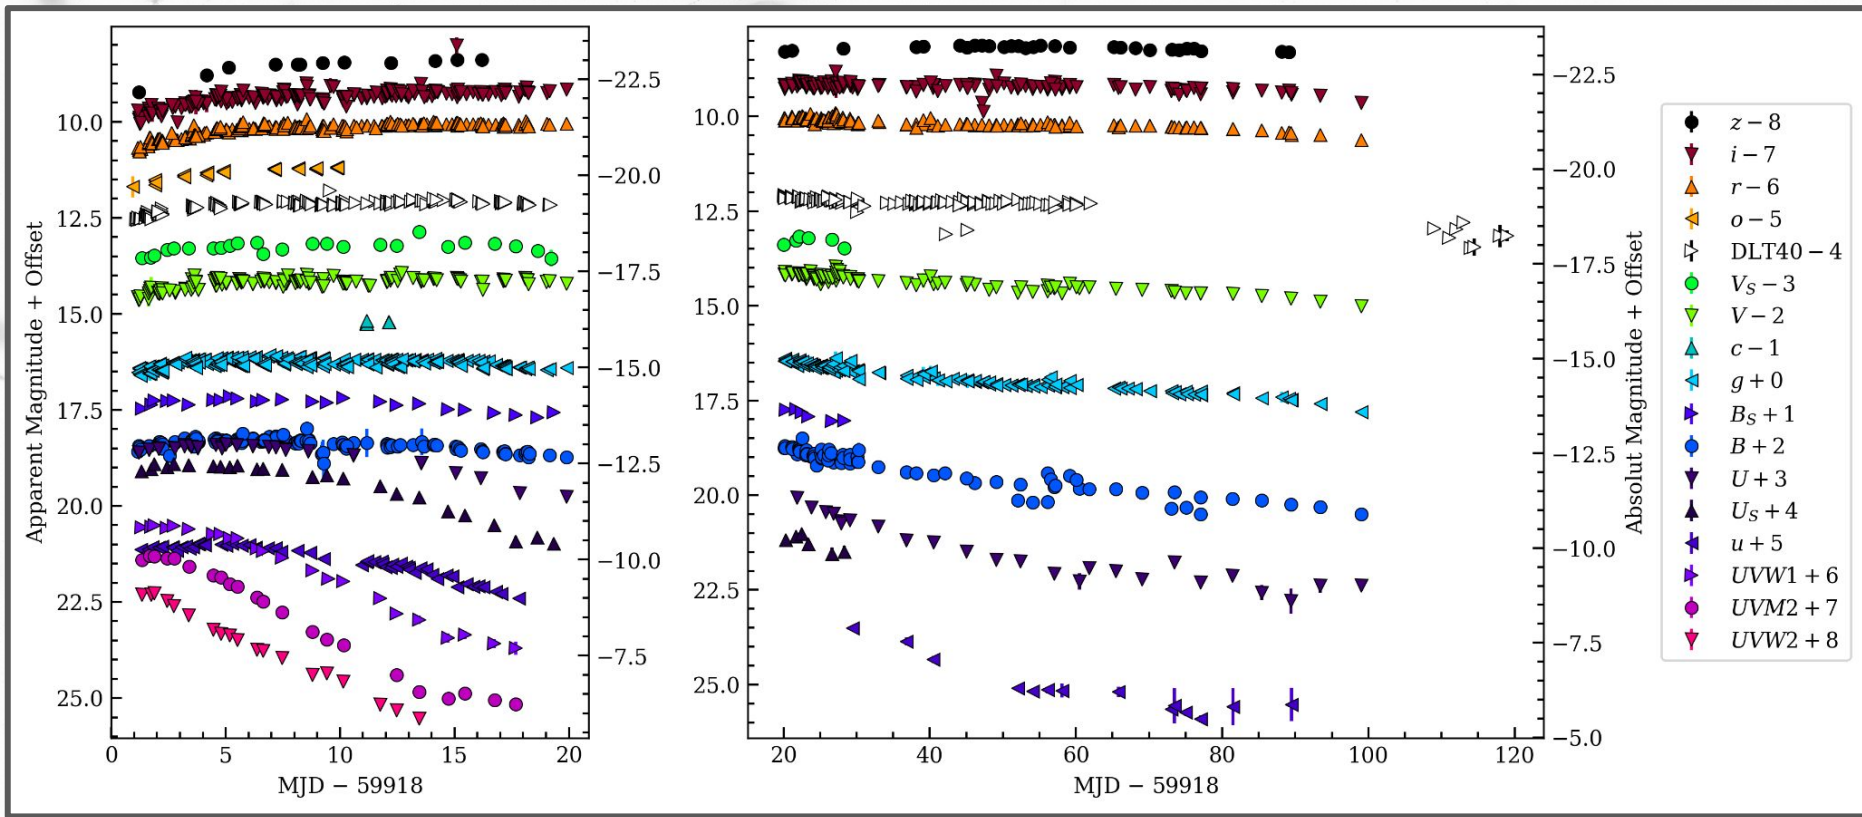 10.0
12.5
15.0
17.5
20.0
22.5
25.0
Apparent Magnitude + Offset
0 5 10 15 20
MJD − 59918
−22.5
−20.0
−17.5
−15.0
−12.5
−10.0
−7.5
10.0
12.5
15.0
17.5
20.0
22.5
25.0
20 40 60 80 100 120
MJD − 59918
−22.5
−20.0
−17.5
−15.0
−12.5
−10.0
−7.5
−5.0
Absolut Magnitude + Offset
z − 8
i − 7
r − 6
o − 5
DLT40 − 4
V_S − 3
V − 2
c − 1
g + 0
B_S + 1
B + 2
U + 3
U_S + 4
u + 5
UVW1 + 6
UVM2 + 7
UVW2 + 8